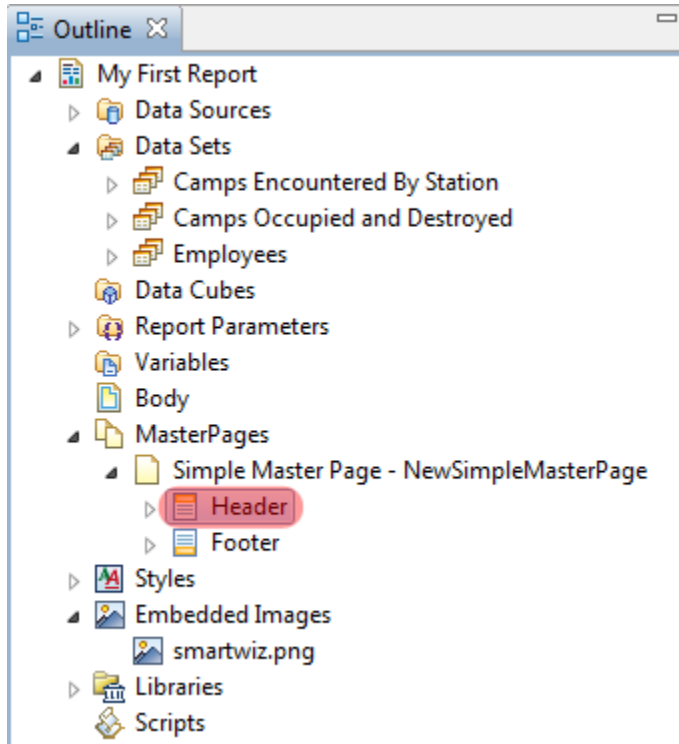 Outline
My First Report
Data Sources
Data Sets
Camps Encountered By Station
Camps Occupied and Destroyed
Employees
Data Cubes
Report Parameters
Variables
Body
MasterPages
Simple Master Page - NewSimpleMasterPage
Header
Footer
Styles
Embedded Images
smartwiz.png
Libraries
Scripts